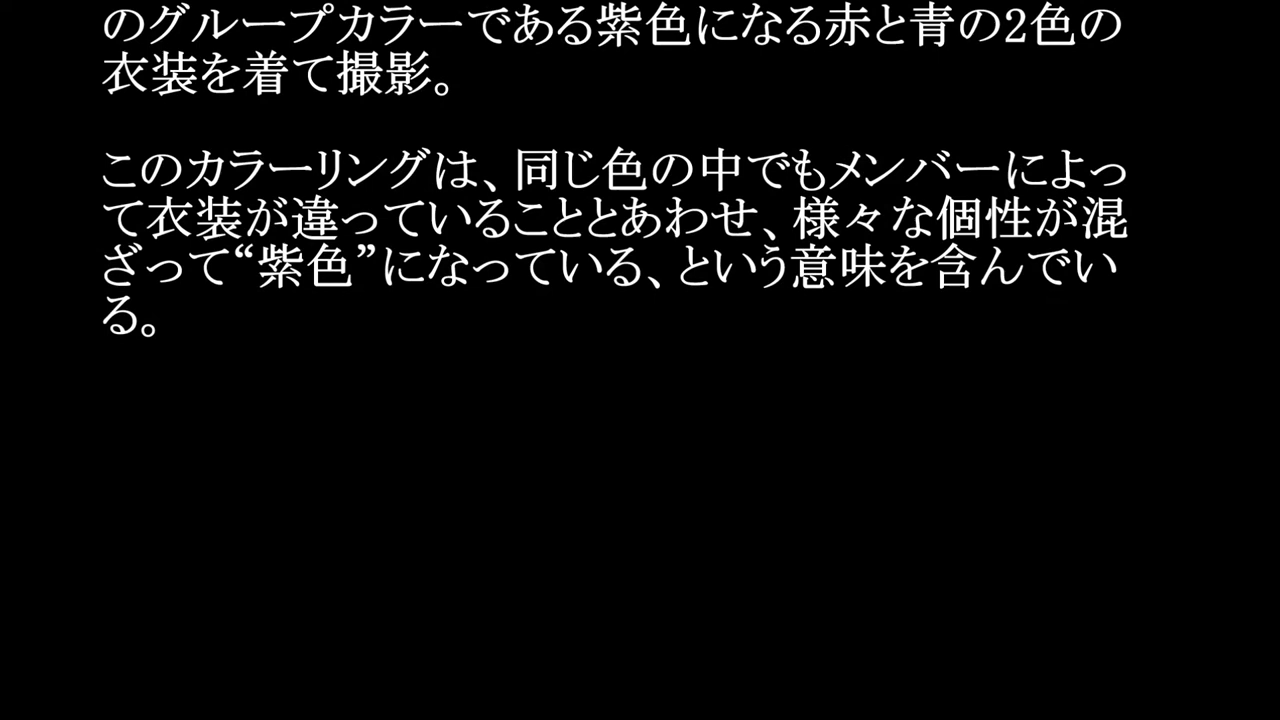 のグループカラーである紫色になる赤と青の2色の
衣装を着て撮影。
このカラーリングは、同じ色の中でもメンバーによっ
て衣装が違っていることとあわせ、様々な個性が混
ざって“紫色”になっている、という意味を含んでい
る。